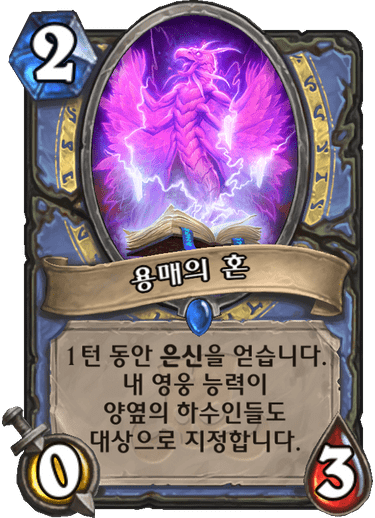 2
용매의 혼
1턴 동안 은신을 얻습니다.
내 영웅 능력이
양옆의 하수인들도
대상으로 지정합니다.
0
3